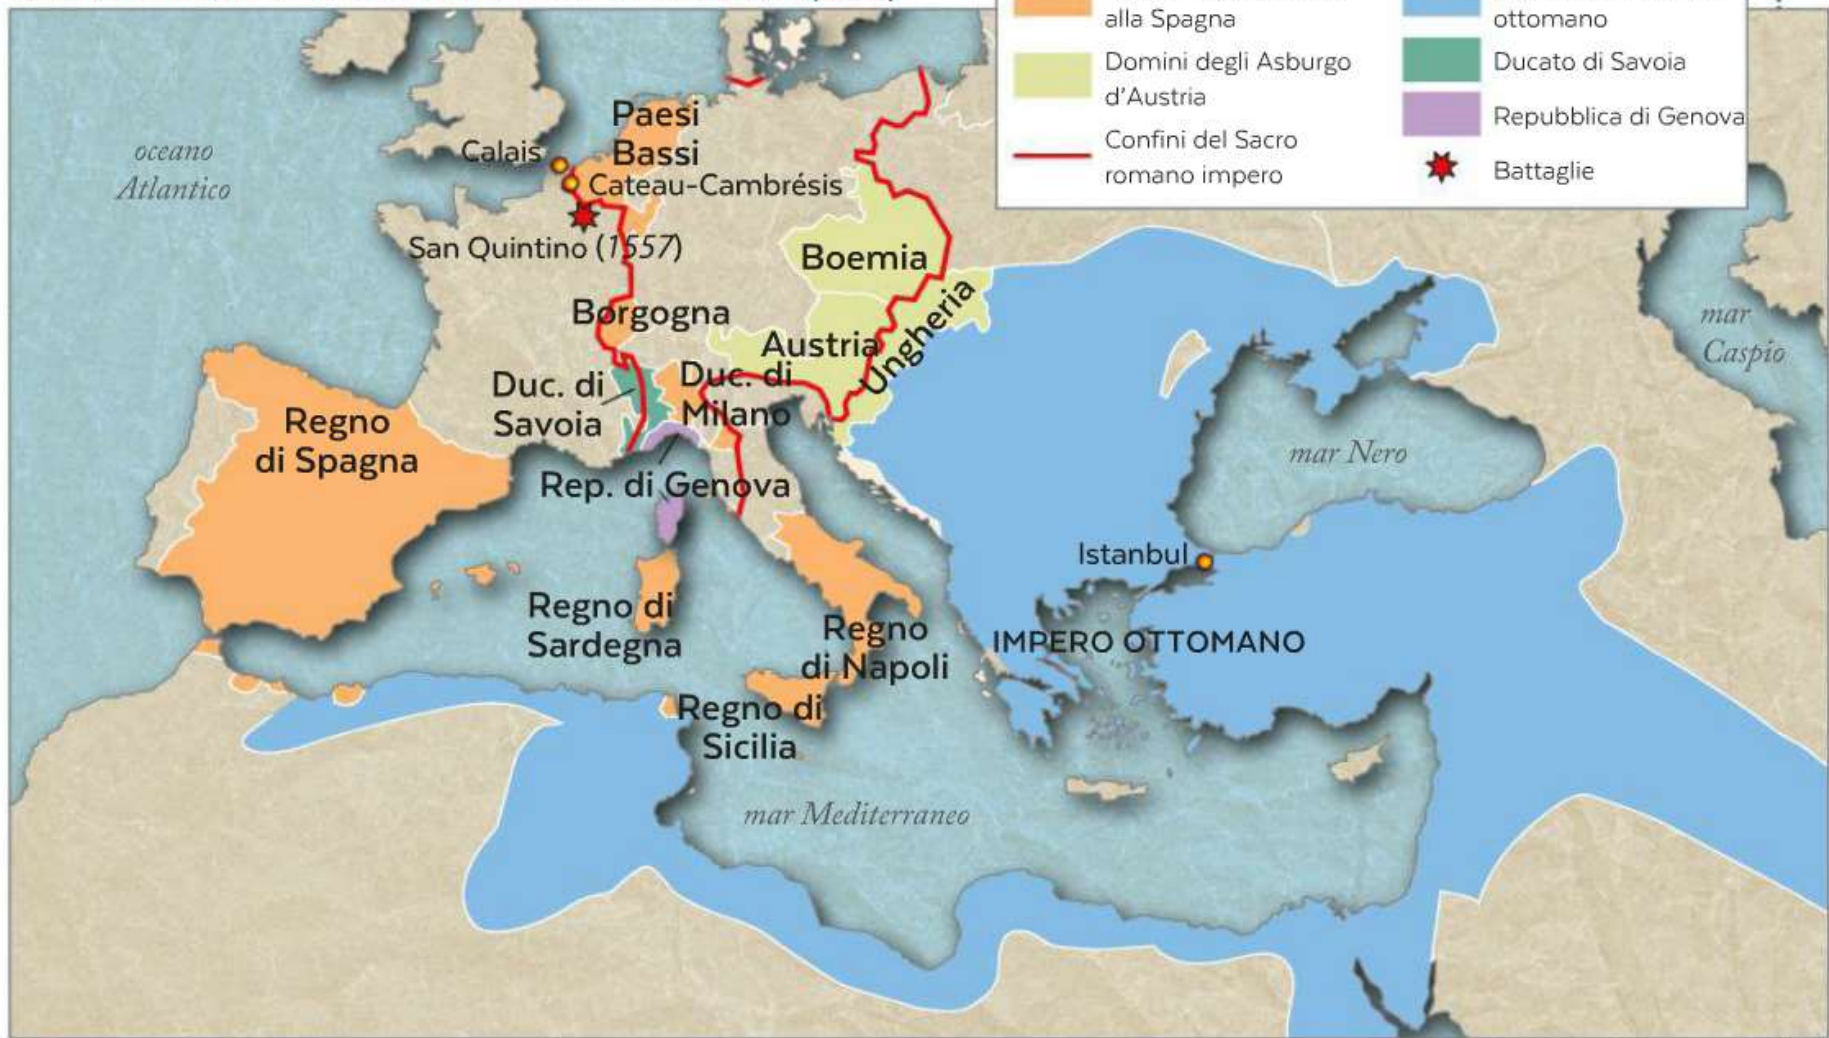 alla Spagna
Domini degli Asburgo
d'Austria
Confini del Sacro
romano impero
ottomano
Ducato di Savoia
Repubblica di Genova
Battaglie
oceano
Atlantico
Paesi
Bassi
Calais
Cateau-Cambrésis
San Quintino (1557)
Boemia
Borgogna
Austria
Ungheria
Duc. di
Savoia
Duc. di
Milano
Regno
di Spagna
Rep. di Genova
mar
Caspio
mar Nero
Istanbul
Regno di
Sardegna
Regno
di Napoli
IMPERO OTTOMANO
Regno di
Sicilia
mar Mediterraneo